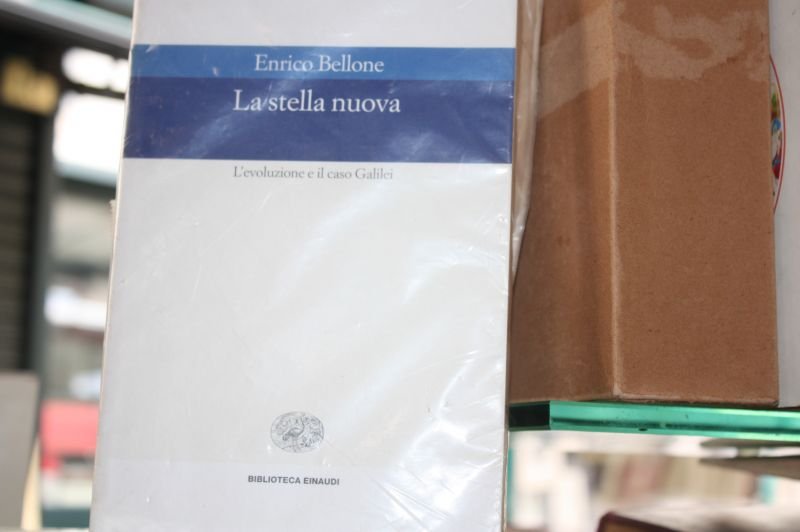 Enrico Bellone
La stella nuova
L'evoluzione e il caso Galilei
BIBLIOTECA EINAUDI